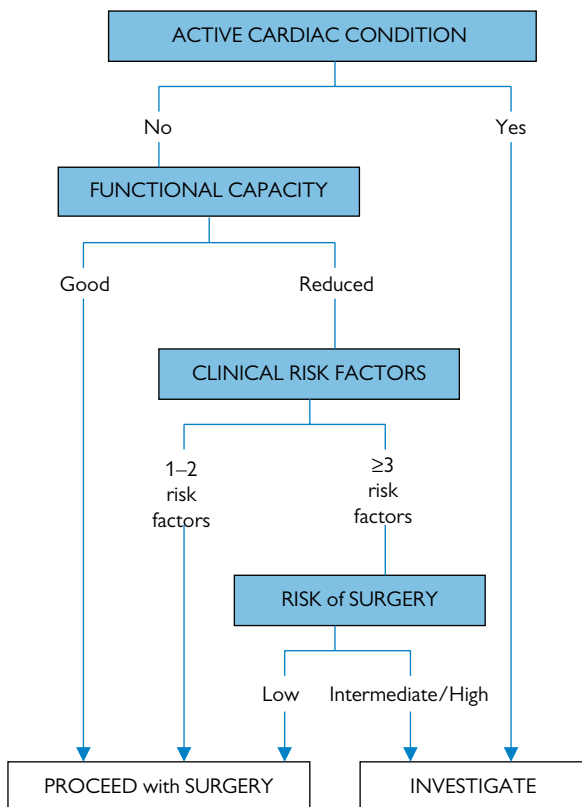 ACTIVE CARDIAC CONDITION
No
Yes
FUNCTIONAL CAPACITY
Good
Reduced
CLINICAL RISK FACTORS
1–2
risk
factors
≥3
risk
factors
RISK of SURGERY
Low
Intermediate/High
PROCEED with SURGERY
INVESTIGATE